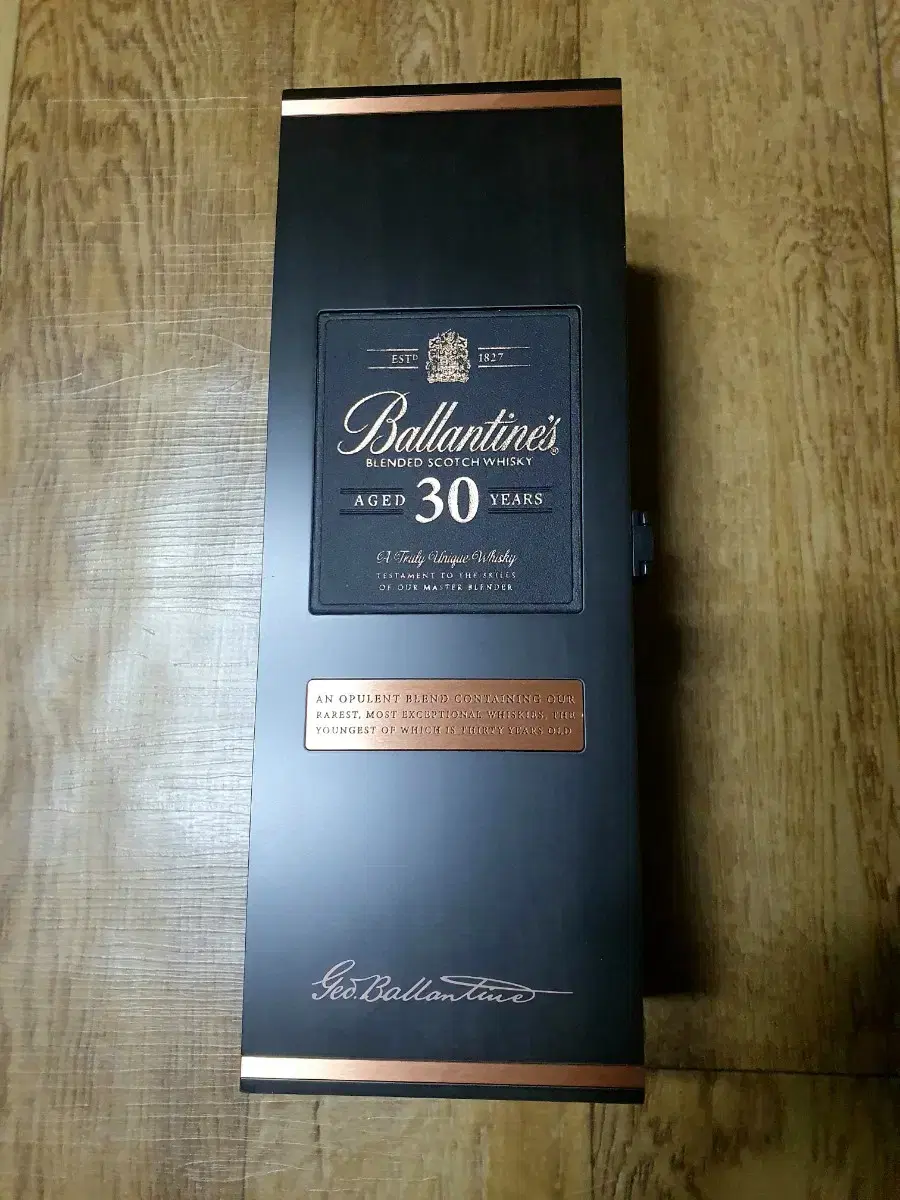 ESTD 1827
Ballantine's®
BLENDED SCOTCH WHISKY
AGED 30 YEARS
A Truly Unique Whisky
TESTAMENT TO THE SKILLS
OF OUR MASTER BLENDER
AN OPULENT BLEND CONTAINING OUR
RAREST, MOST EXCEPTIONAL WHISKIES, THE
YOUNGEST OF WHICH IS THIRTY YEARS OLD
Geo. Ballantine